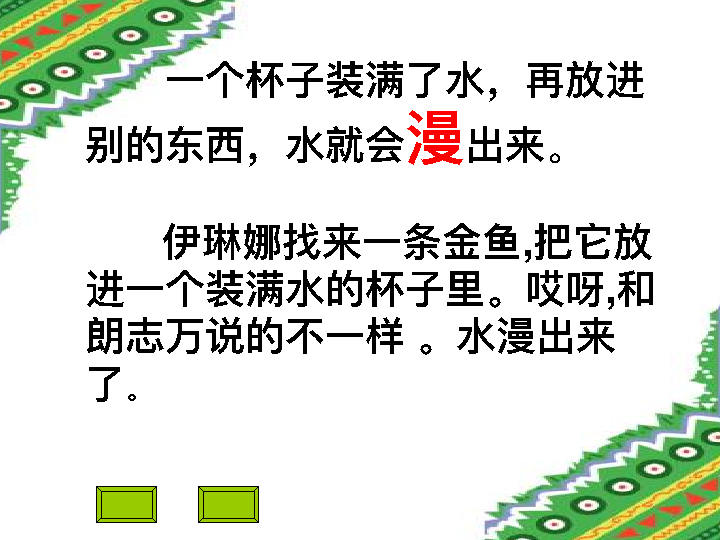 一个杯子装满了水，再放进
别的东西，水就会漫出来。
伊琳娜找来一条金鱼,把它放
进一个装满水的杯子里。哎呀,和
朗志万说的不一样 。水漫出来
了。